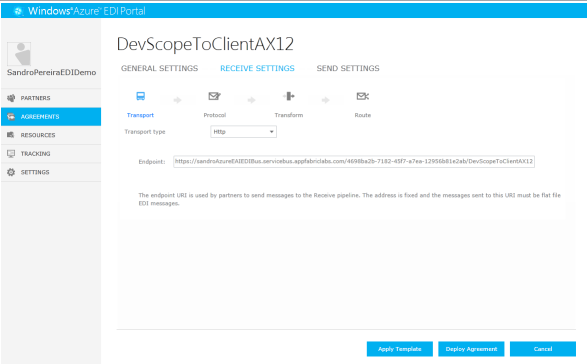 Windows® Azure™ EDI Portal
SandroPereiraEDIDemo
PARTNERS
AGREEMENTS
RESOURCES
TRACKING
SETTINGS
DevScopeToClientAX12
GENERAL SETTINGS RECEIVE SETTINGS SEND SETTINGS
Transport Protocol Transform Route
Transport type Http
Endpoint: https://sandroAzureEAIEDIBus.servicebus.appfabriclabs.com/4698ba2b-7182-45f7-a7ea-12956b81e2ab/DevScopeToClientAX12
The endpoint URI is used by partners to send messages to the Receive pipeline. The address is fixed and the messages sent to this URI must be flat file
EDI messages.
Apply Template Deploy Agreement Cancel